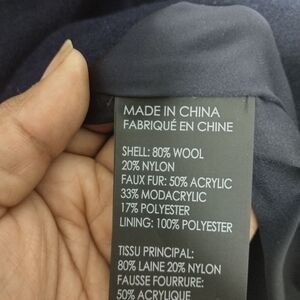 MADE IN CHINA
FABRIQUÉ EN CHINE
SHELL: 80% WOOL
20% NYLON
FAUX FUR: 50% ACRYLIC
33% MODACRYLIC
17% POLYESTER
LINING: 100% POLYESTER
TISSU PRINCIPAL:
80% LAINE 20% NYLON
FAUSSE FOURRURE:
50% ACRYLIQUE